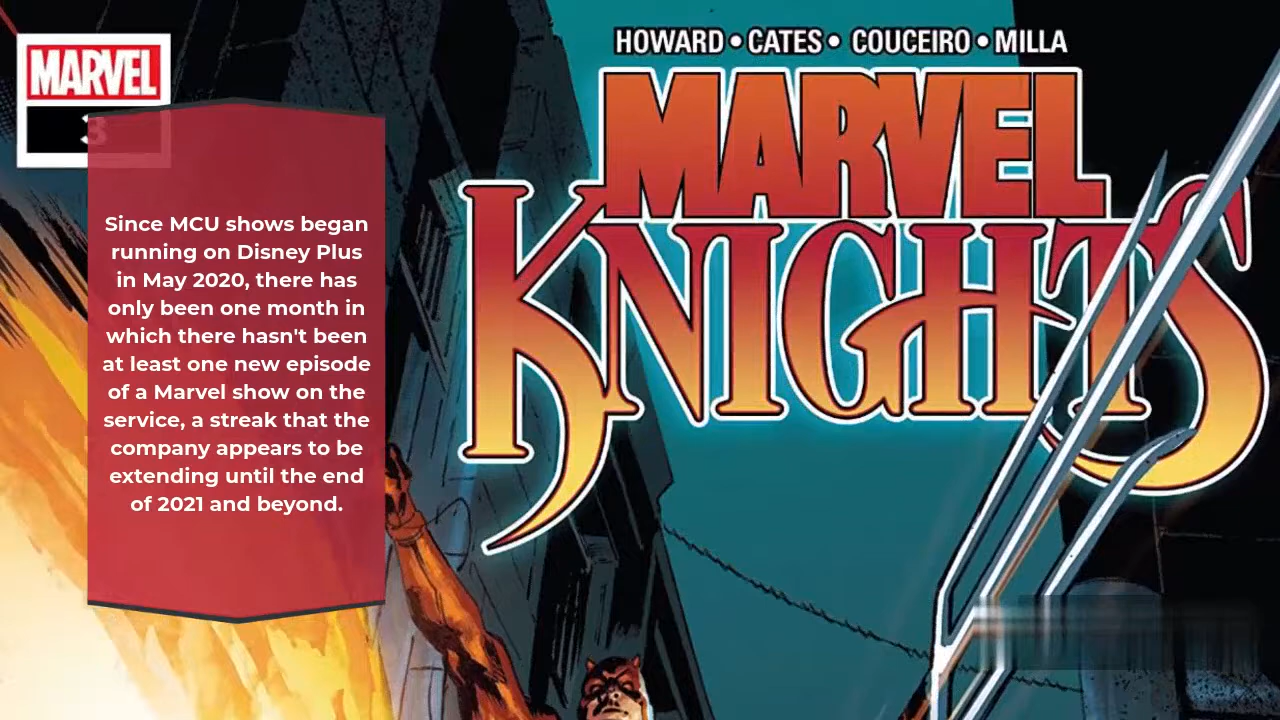 HOWARD • CATES • COUCEIRO • MILLA
MARVEL
3
MARVEL
KNIGHTS
Since MCU shows began
running on Disney Plus
in May 2020, there has
only been one month in
which there hasn't been
at least one new episode
of a Marvel show on the
service, a streak that the
company appears to be
extending until the end
of 2021 and beyond.